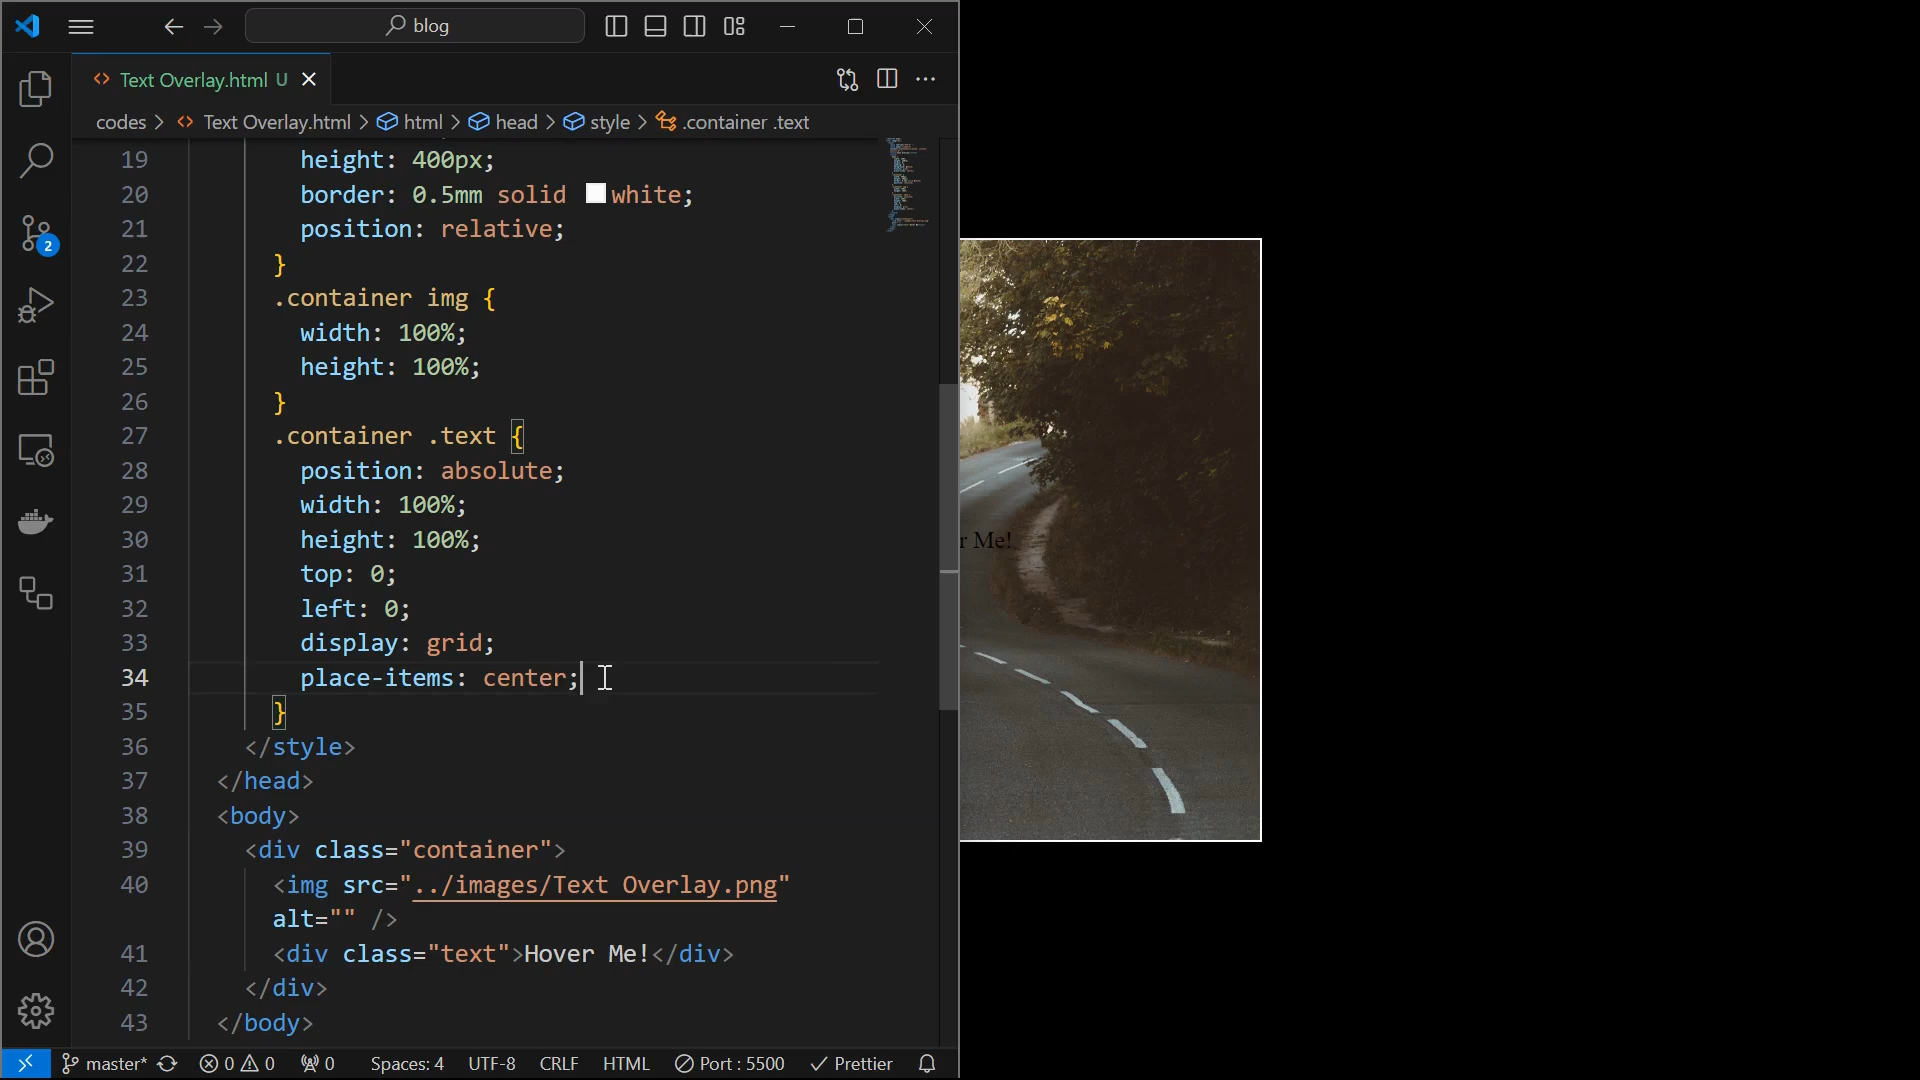 blog
Text Overlay.html U
codes > Text Overlay.html > html > head > style > .container .text
19 height: 400px;
20 border: 0.5mm solid white;
21 position: relative;
22 }
23 .container img {
24 width: 100%;
25 height: 100%;
26 }
27 .container .text {
28 position: absolute;
29 width: 100%;
30 height: 100%;
31 top: 0;
32 left: 0;
33 display: grid;
34 place-items: center;
35 }
36 </style>
37 </head>
38 <body>
39 <div class="container">
40 <img src="../images/Text Overlay.png"
alt="" />
41 <div class="text">Hover Me!</div>
42 </div>
43 </body>
r Me!
2
master* 0 0 0 Spaces: 4 UTF-8 CRLF HTML Port : 5500 Prettier